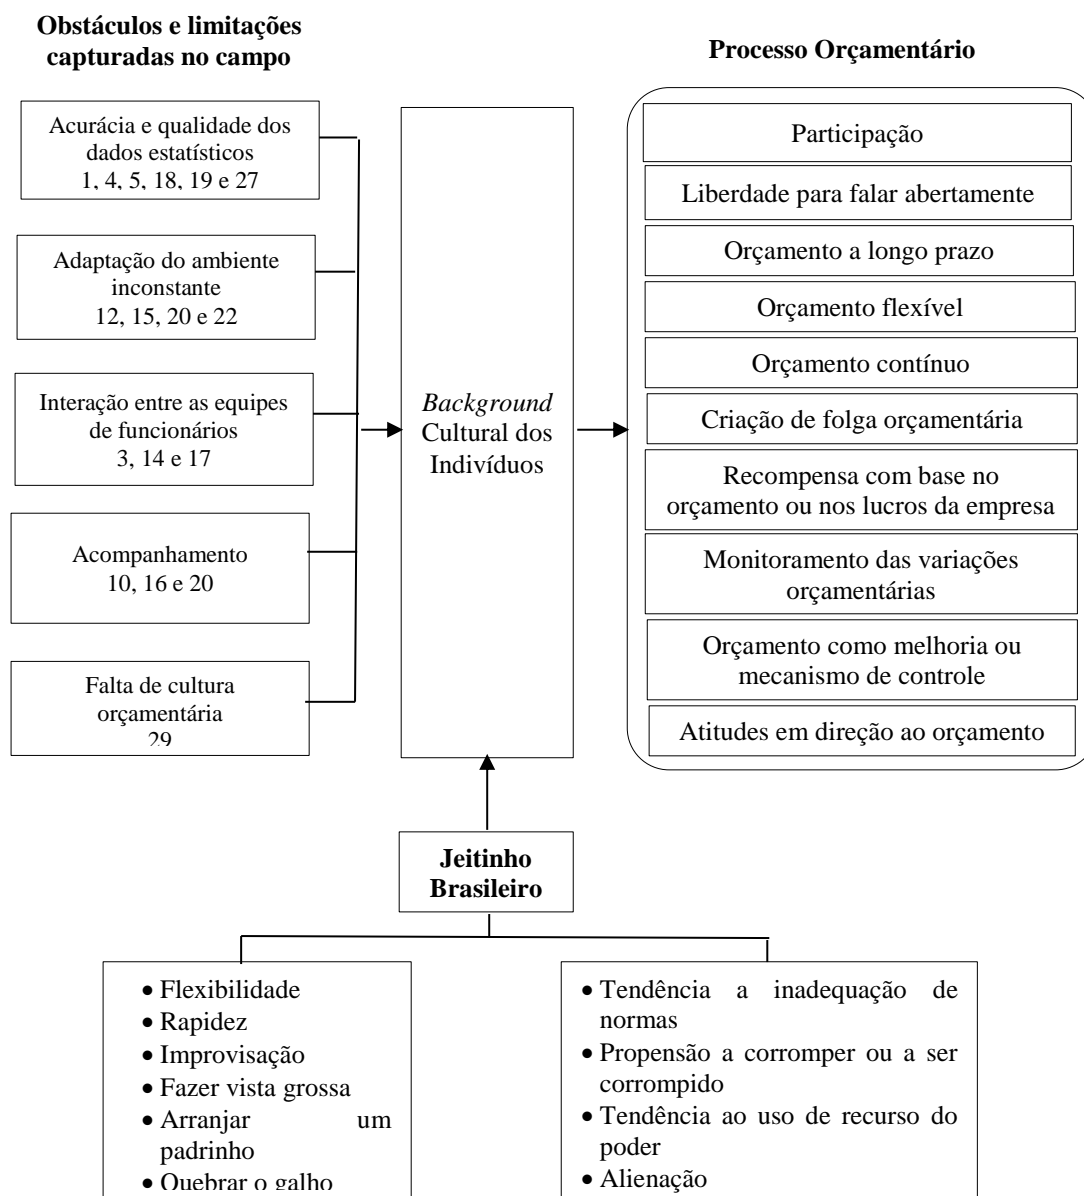 Obstáculos e limitações
capturadas no campo
Acurácia e qualidade dos
dados estatísticos
1, 4, 5, 18, 19 e 27
Adaptação do ambiente
inconstante
12, 15, 20 e 22
Interação entre as equipes
de funcionários
3, 14 e 17
Acompanhamento
10, 16 e 20
Falta de cultura
orçamentária
29
Background
Cultural dos
Indivíduos
Processo Orçamentário
Participação
Liberdade para falar abertamente
Orçamento a longo prazo
Orçamento flexível
Orçamento contínuo
Criação de folga orçamentária
Recompensa com base no
orçamento ou nos lucros da empresa
Monitoramento das variações
orçamentárias
Orçamento como melhoria ou
mecanismo de controle
Atitudes em direção ao orçamento
Jeitinho
Brasileiro
• Flexibilidade
• Rapidez
• Improvisação
• Fazer vista grossa
• Arranjar um
padrinho
• Quebrar o galho
• Tendência a inadequação de
normas
• Propensão a corromper ou a ser
corrompido
• Tendência ao uso de recurso do
poder
• Alienação